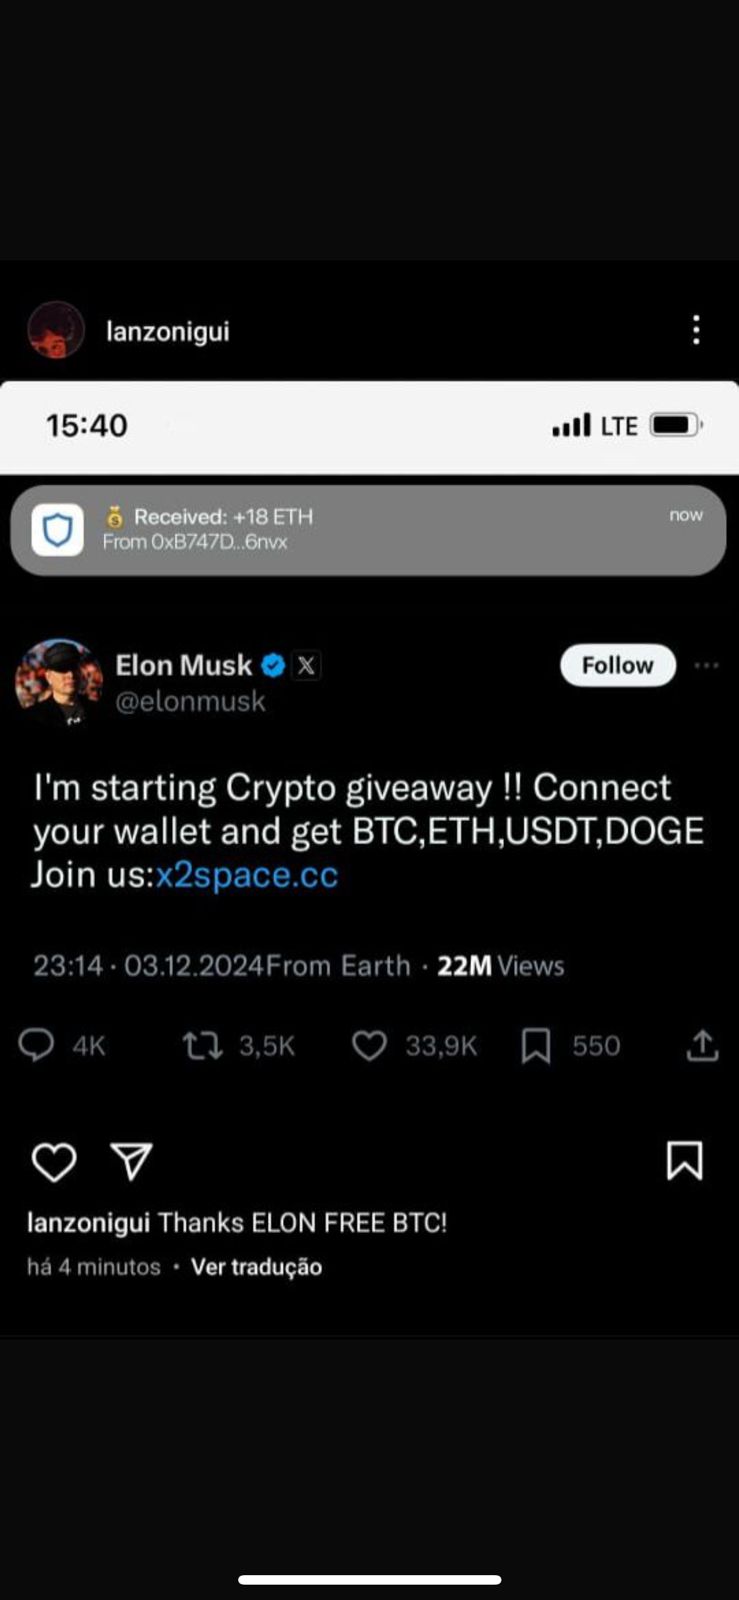 lanzonigui
15:40
LTE
💰 Received: +18 ETH
now
From 0xB747D...6nvx
Elon Musk
Follow
@elonmusk
I'm starting Crypto giveaway !! Connect
your wallet and get BTC,ETH,USDT,DOGE
Join us:x2space.cc
23:14 · 03.12.2024From Earth · 22M Views
4K 3,5K 33,9K 550
lanzonigui Thanks ELON FREE BTC!
há 4 minutos • Ver tradução